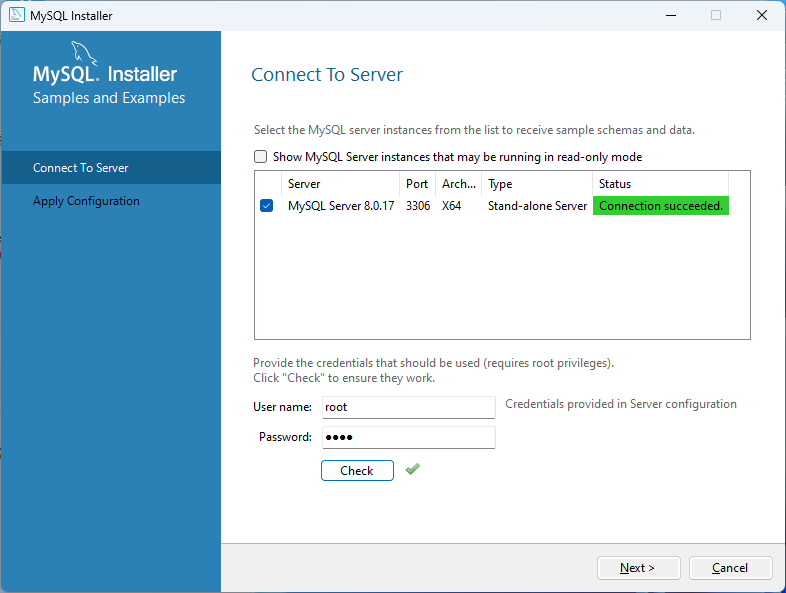 MySQL Installer
MySQL. Installer
Samples and Examples
Connect To Server
Apply Configuration
Connect To Server
Select the MySQL server instances from the list to receive sample schemas and data.
Show MySQL Server instances that may be running in read-only mode
Server Port Arch... Type Status
MySQL Server 8.0.17 3306 X64 Stand-alone Server Connection succeeded.
Provide the credentials that should be used (requires root privileges).
Click "Check" to ensure they work.
User name: root Credentials provided in Server configuration
Password: ●●●●
Check
Next > Cancel